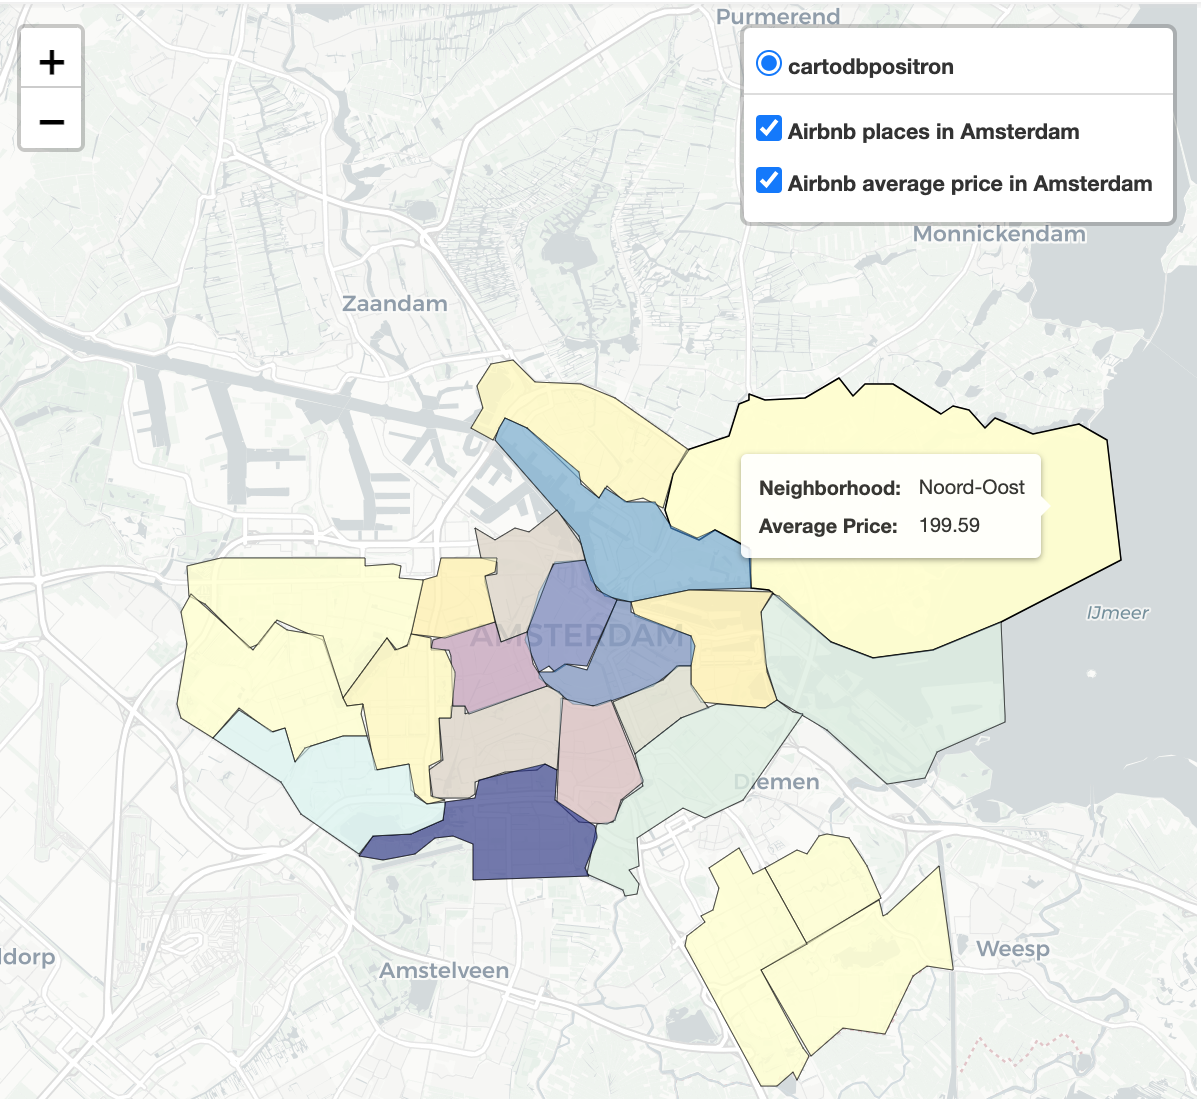 Purmerend
+
−
cartodbpositron
Airbnb places in Amsterdam
Airbnb average price in Amsterdam
Monnickendam
Zaandam
Neighborhood: Noord-Oost
Average Price: 199.59
IJmeer
AMSTERDAM
Diemen
ldorp
Amstelveen
Weesp